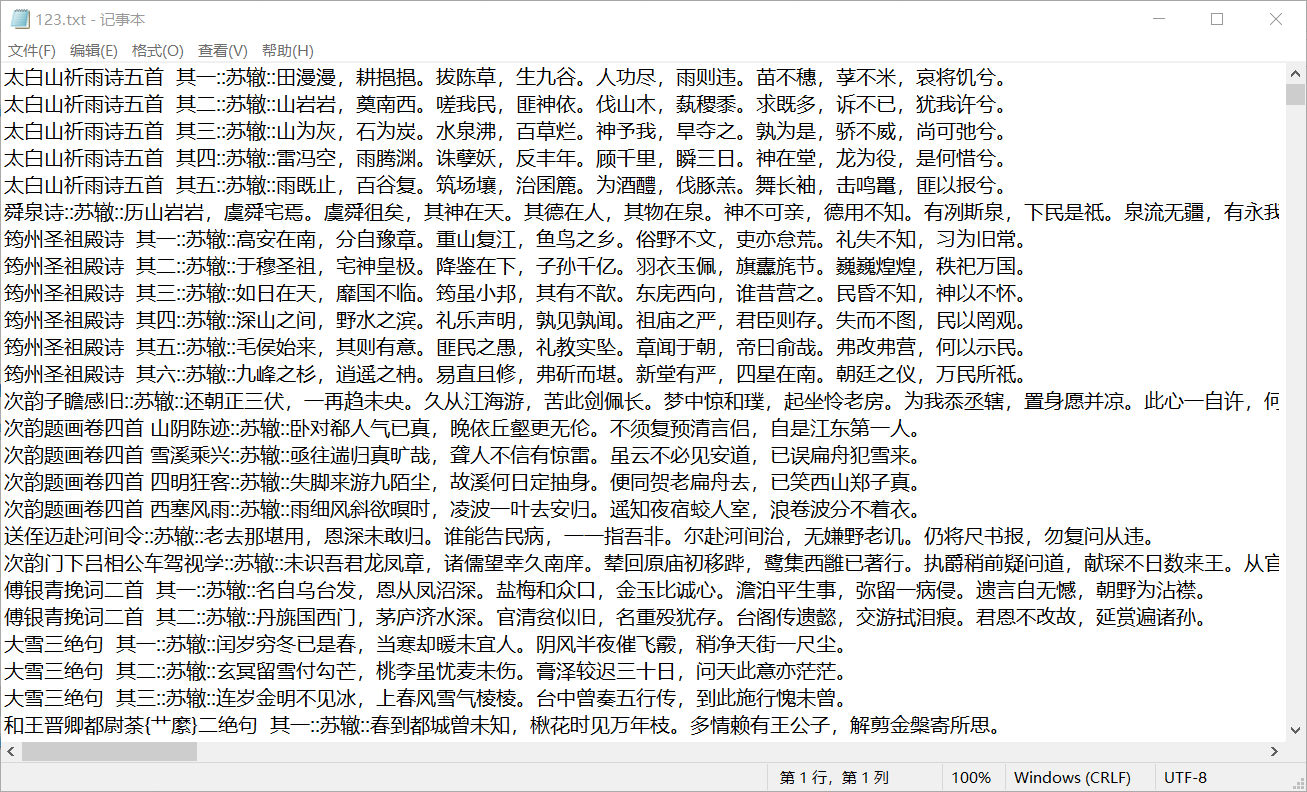 123.txt - 记事本
文件(F) 编辑(E) 格式(O) 查看(V) 帮助(H)
太白山祈雨诗五首 其一::苏辙::田漫漫，耕挹挹。拔陈草，生九谷。人功尽，雨则违。苗不穗，莩不米，哀将饥兮。
太白山祈雨诗五首 其二::苏辙::山岩岩，奠南西。嗟我民，匪神依。伐山木，蓺稷黍。求既多，诉不已，犹我许兮。
太白山祈雨诗五首 其三::苏辙::山为灰，石为炭。水泉沸，百草烂。神予我，旱夺之。孰为是，骄不威，尚可弛兮。
太白山祈雨诗五首 其四::苏辙::雷冯空，雨腾渊。诛孽妖，反丰年。顾千里，瞬三日。神在堂，龙为役，是何惜兮。
太白山祈雨诗五首 其五::苏辙::雨既止，百谷复。筑场壤，治囷簏。为酒醴，伐豚羔。舞长袖，击鸣鼍，匪以报兮。
舜泉诗::苏辙::历山岩岩，虞舜宅焉。虞舜徂矣，其神在天。其德在人，其物在泉。神不可亲，德用不知。有冽斯泉，下民是祗。泉流无疆，有永我
筠州圣祖殿诗 其一::苏辙::高安在南，分自豫章。重山复江，鱼鸟之乡。俗野不文，吏亦怠荒。礼失不知，习为旧常。
筠州圣祖殿诗 其二::苏辙::于穆圣祖，宅神皇极。降鉴在下，子孙千亿。羽衣玉佩，旗纛旄节。巍巍煌煌，秩祀万国。
筠州圣祖殿诗 其三::苏辙::如日在天，靡国不临。筠虽小邦，其有不歆。东庑西向，谁昔营之。民昏不知，神以不怀。
筠州圣祖殿诗 其四::苏辙::深山之间，野水之滨。礼乐声明，孰见孰闻。祖庙之严，君臣则存。失而不图，民以罔观。
筠州圣祖殿诗 其五::苏辙::毛侯始来，其则有意。匪民之愚，礼教实坠。章闻于朝，帝曰俞哉。弗改弗营，何以示民。
筠州圣祖殿诗 其六::苏辙::九峰之杉，逍遥之柟。易直且修，弗斫而堪。新堂有严，四星在南。朝廷之仪，万民所祗。
次韵子瞻感旧::苏辙::还朝正三伏，一再趋未央。久从江海游，苦此剑佩长。梦中惊和璞，起坐怜老房。为我忝丞辖，置身愿并凉。此心一自许，何
次韵题画卷四首 山阴陈迹::苏辙::卧对郗人气已真，晚依丘壑更无伦。不须复预清言侣，自是江东第一人。
次韵题画卷四首 雪溪乘兴::苏辙::亟往遄归真旷哉，聋人不信有惊雷。虽云不必见安道，已误扁舟犯雪来。
次韵题画卷四首 四明狂客::苏辙::失脚来游九陌尘，故溪何日定抽身。便同贺老扁舟去，已笑西山郑子真。
次韵题画卷四首 西塞风雨::苏辙::雨细风斜欲暝时，凌波一叶去安归。遥知夜宿蛟人室，浪卷波分不着衣。
送侄迈赴河间令::苏辙::老去那堪用，恩深未敢归。谁能告民病，一一指吾非。尔赴河间治，无嫌野老讥。仍将尺书报，勿复问从违。
次韵门下吕相公车驾视学::苏辙::未识吾君龙凤章，诸儒望幸久南庠。辇回原庙初移跸，鹭集西雝已著行。执爵稍前疑问道，献琛不日数来王。从官
傅银青挽词二首 其一::苏辙::名自乌台发，恩从凤沼深。盐梅和众口，金玉比诚心。澹泊平生事，弥留一病侵。遗言自无憾，朝野为沾襟。
傅银青挽词二首 其二::苏辙::丹旐国西门，茅庐济水深。官清贫似旧，名重殁犹存。台阁传遗懿，交游拭泪痕。君恩不改故，延赏遍诸孙。
大雪三绝句 其一::苏辙::闰岁穷冬已是春，当寒却暖未宜人。阴风半夜催飞霰，稍净天街一尺尘。
大雪三绝句 其二::苏辙::玄冥留雪付勾芒，桃李虽忧麦未伤。膏泽较迟三十日，问天此意亦茫茫。
大雪三绝句 其三::苏辙::连岁金明不见冰，上春风雪气棱棱。台中曾奏五行传，到此施行愧未曾。
和王晋卿都尉荼{艹縻}二绝句 其一::苏辙::春到都城曾未知，楸花时见万年枝。多情赖有王公子，解剪金槃寄所思。
第 1 行，第 1 列 100% Windows (CRLF) UTF-8